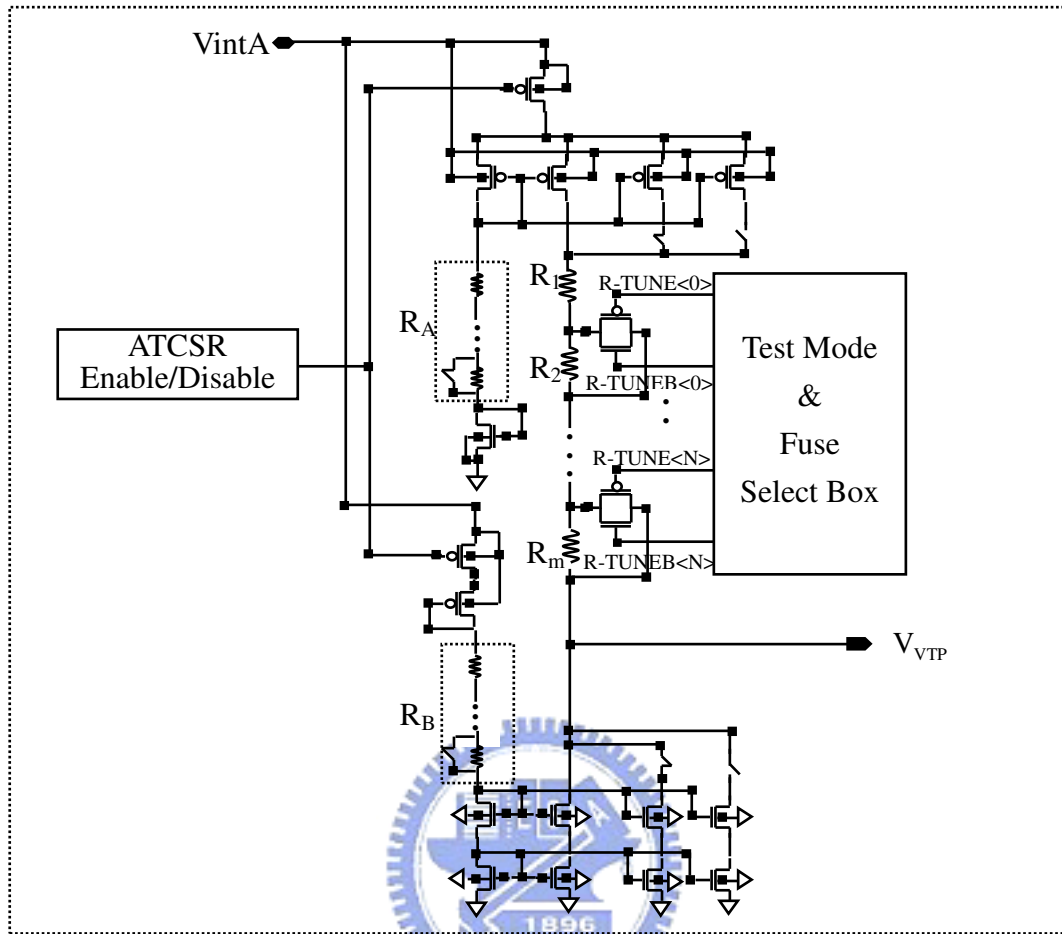 VintA
R1
R-TUNE<0>
RA
ATCSR
Enable/Disable
R2
R-TUNEB<0>
Test Mode
&
Fuse
Select Box
R-TUNE<N>
Rm
R-TUNEB<N>
VVTP
RB
1896